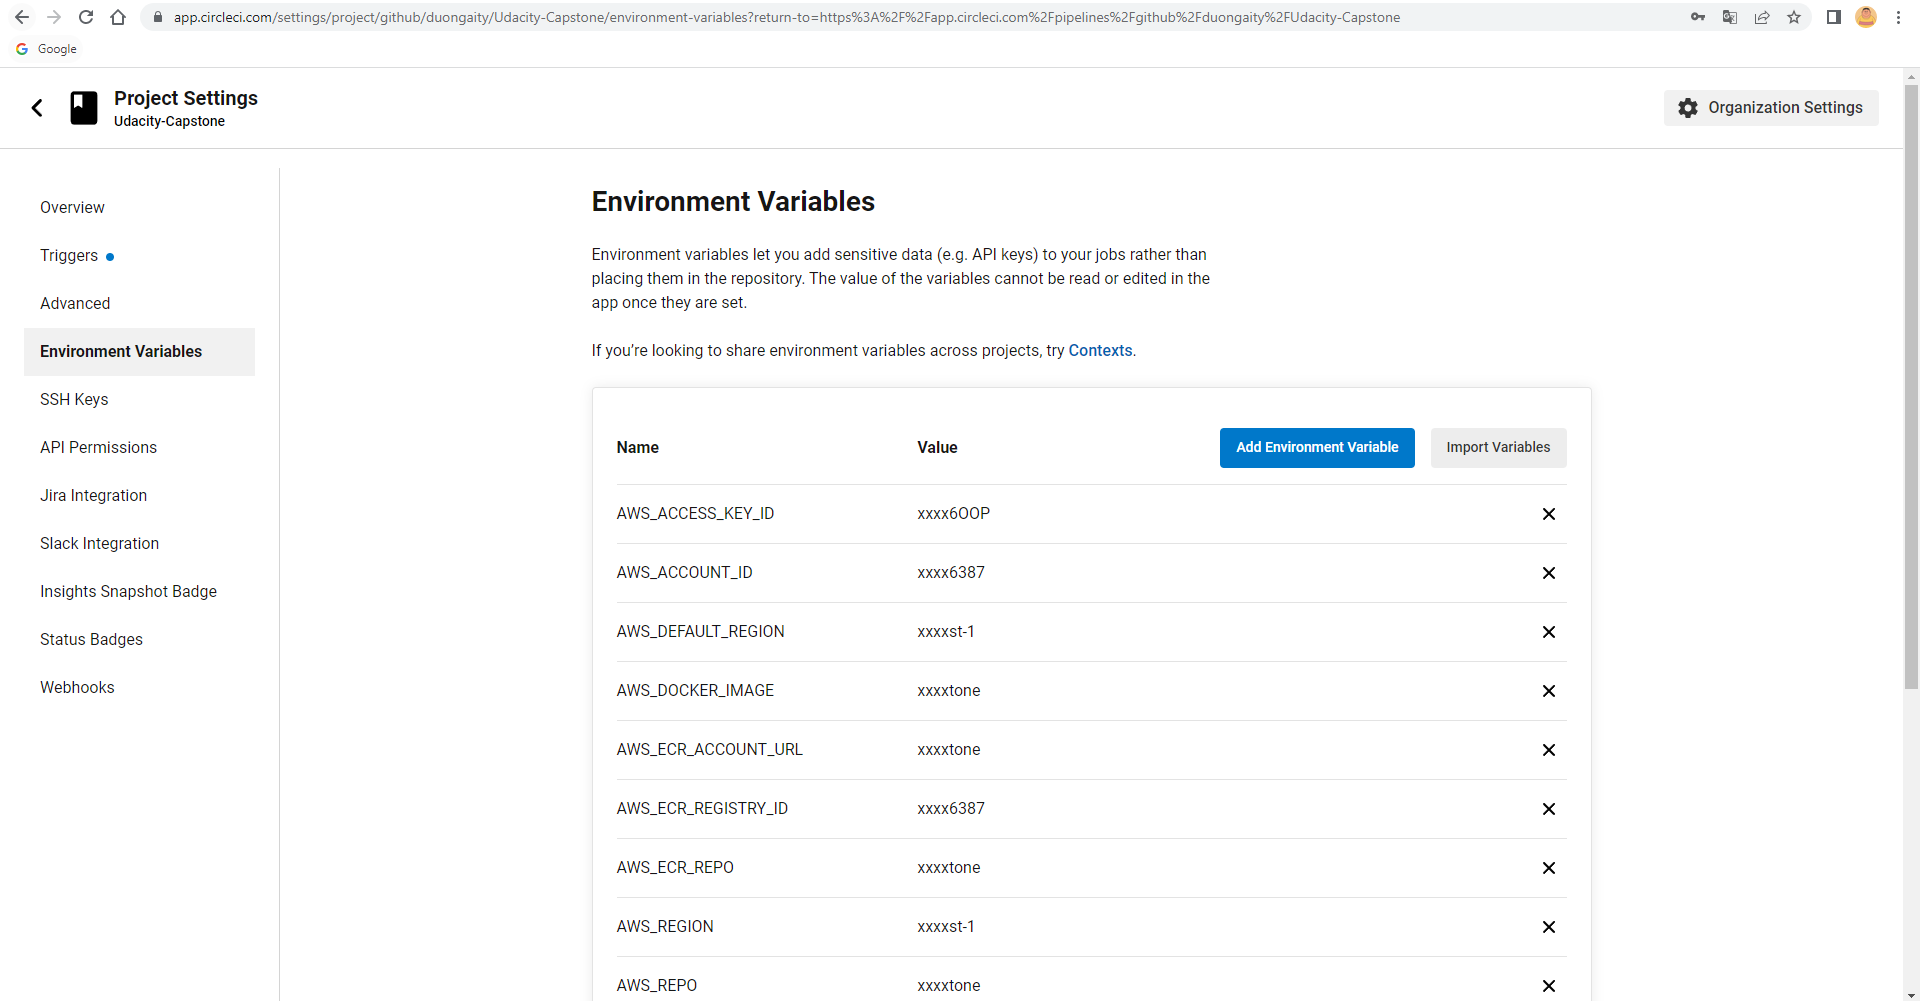 app.circleci.com/settings/project/github/duongaity/Udacity-Capstone/environment-variables?return-to=https%3A%2F%2Fapp.circleci.com%2Fpipelines%2Fgithub%2Fduongaity%2FUdacity-Capstone
Google
Project Settings
Udacity-Capstone
Organization Settings
Overview
Triggers
Advanced
Environment Variables
SSH Keys
API Permissions
Jira Integration
Slack Integration
Insights Snapshot Badge
Status Badges
Webhooks
Environment Variables
Environment variables let you add sensitive data (e.g. API keys) to your jobs rather than
placing them in the repository. The value of the variables cannot be read or edited in the
app once they are set.
If you’re looking to share environment variables across projects, try Contexts.
Name Value Add Environment Variable Import Variables
AWS_ACCESS_KEY_ID xxxx6OOP
AWS_ACCOUNT_ID xxxx6387
AWS_DEFAULT_REGION xxxxst-1
AWS_DOCKER_IMAGE xxxxtone
AWS_ECR_ACCOUNT_URL xxxxtone
AWS_ECR_REGISTRY_ID xxxx6387
AWS_ECR_REPO xxxxtone
AWS_REGION xxxxst-1
AWS_REPO xxxxtone